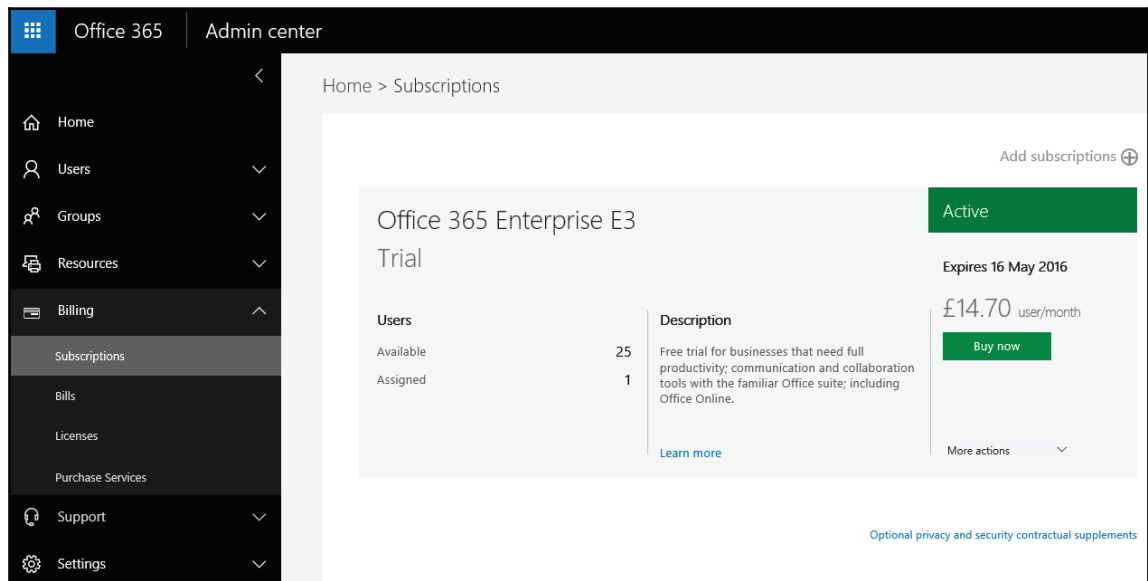 Office 365
Admin center
Home
Users
Groups
Resources
Billing
Subscriptions
Bills
Licenses
Purchase Services
Support
Settings
Home > Subscriptions
Add subscriptions
Office 365 Enterprise E3
Trial
Users
Available 25
Assigned 1
Description
Free trial for businesses that need full
productivity; communication and collaboration
tools with the familiar Office suite; including
Office Online.
Learn more
Active
Expires 16 May 2016
£14.70 user/month
Buy now
More actions
Optional privacy and security contractual supplements